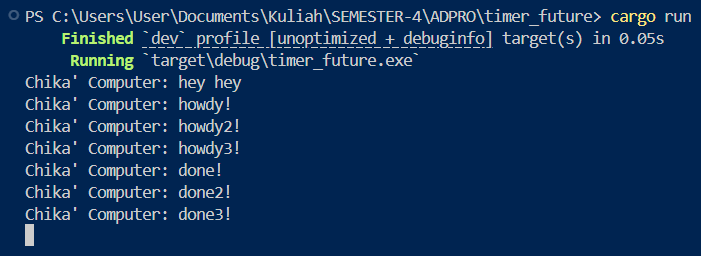 PS C:\Users\User\Documents\Kuliah\SEMESTER-4\ADPRO\timer_future> cargo run
Finished `dev` profile [unoptimized + debuginfo] target(s) in 0.05s
Running `target\debug\timer_future.exe`
Chika' Computer: hey hey
Chika' Computer: howdy!
Chika' Computer: howdy2!
Chika' Computer: howdy3!
Chika' Computer: done!
Chika' Computer: done2!
Chika' Computer: done3!